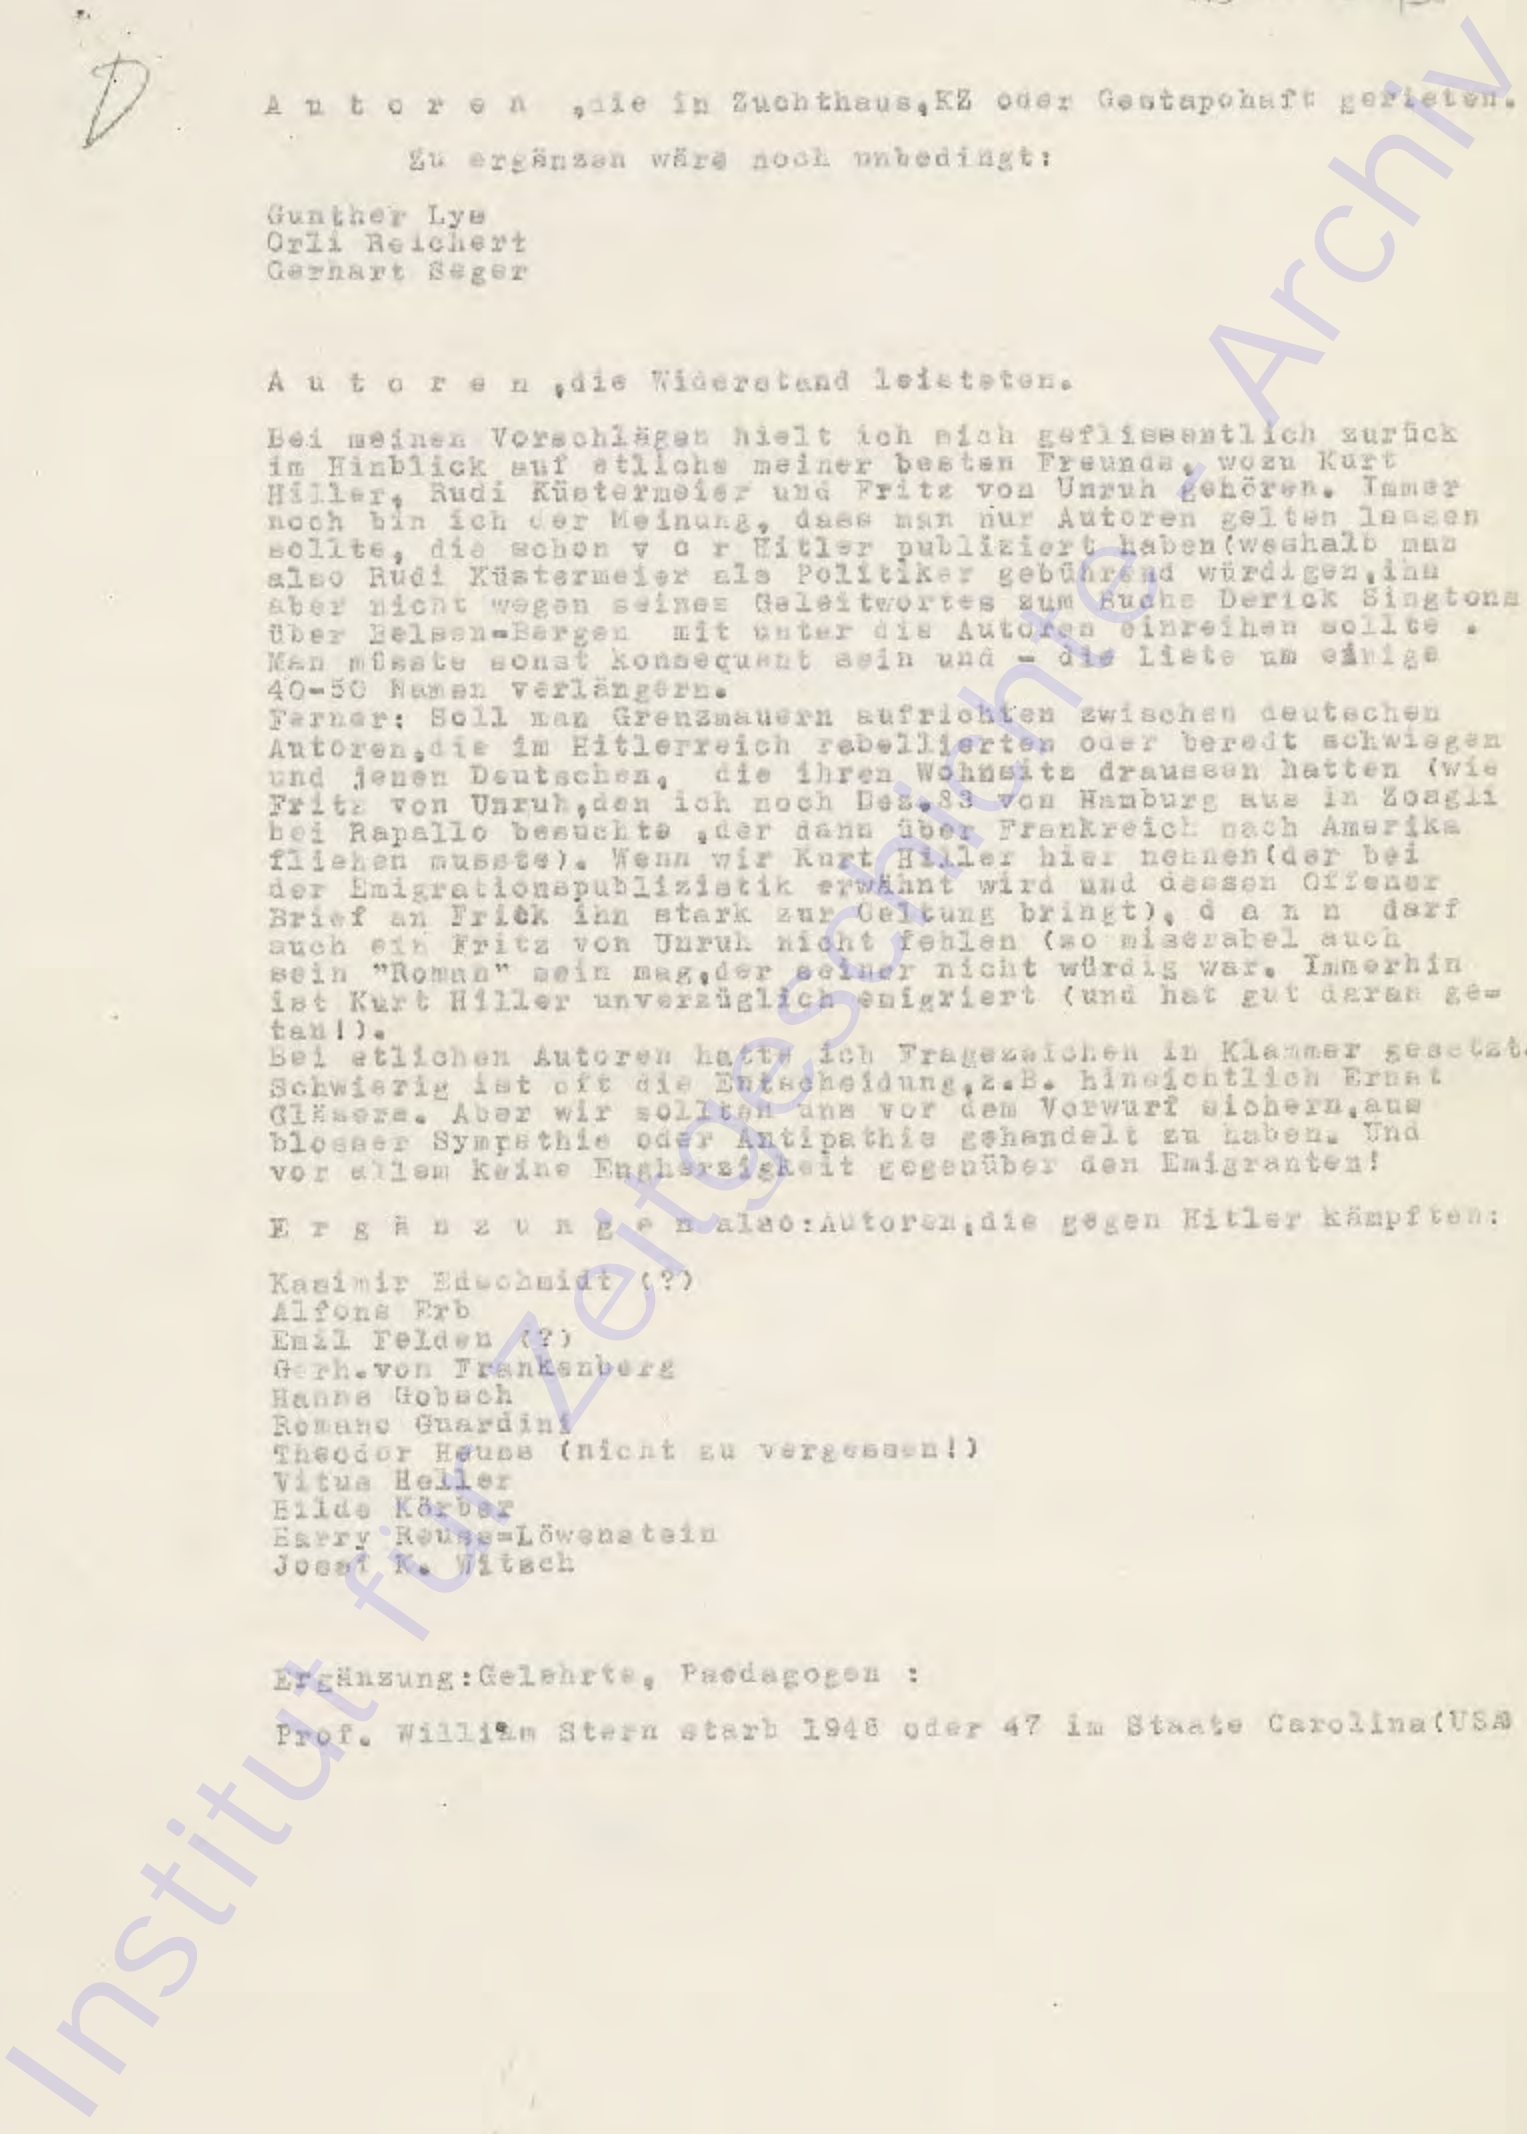 D
A u t o r e n ,die in Zuchthaus,KZ oder Gestapohaft gerieten.
Zu ergänzen wäre noch unbedingt:
Gunther Lys
Orli Reichert
Gerhart Seger
A u t o r e n ,die Widerstand leisteten.
Bei meinen Vorschlägen hielt ich mich geflissentlich zurück
im Hinblick auf etliche meiner besten Freunde, wozu Kurt
Hiller, Rudi Küstermeier und Fritz von Unruh gehören. Immer
noch bin ich der Meinung, dass man nur Autoren gelten lassen
sollte, die schon v o r Hitler publiziert haben(weshalb man
also Rudi Küstermeier als Politiker gebührend würdigen,ihn
aber nicht wegen seines Geleitwortes zum Buche Derick Singtons
über Belsen=Bergen mit unter die Autoren einreihen sollte .
Man müsste sonst konsequent sein und - die Liste um einige
40-50 Namen verlängern.
Ferner: Soll man Grenzmauern aufrichten zwischen deutschen
Autoren,die im Hitlerreich rebellierten oder beredt schwiegen
und jenen Deutschen, die ihren Wohnsitz draussen hatten (wie
Fritz von Unruh,den ich noch Dez.33 von Hamburg aus in Zoagli
bei Rapallo besuchte ,der dann über Frankreich nach Amerika
fliehen musste). Wenn wir Kurt Hiller hier nennen(der bei
der Emigrationspublizistik erwähnt wird und dessen Offener
Brief an Frick ihn stark zur Geltung bringt), d a n n darf
auch ein Fritz von Unruh nicht fehlen (so miserabel auch
sein "Roman" sein mag,der seiner nicht würdig war. Immerhin
ist Kurt Hiller unverzüglich emigriert (und hat gut daran ge=
tan!).
Bei etlichen Autoren hatte ich Fragezeichen in Klammer gesetzt.
Schwierig ist oft die Entscheidung,z.B. hinsichtlich Ernst
Gläsers. Aber wir sollten uns vor dem Vorwurf sichern,aus
blosser Sympathie oder Antipathie gehandelt zu haben. Und
vor allem keine Engherzigkeit gegenüber den Emigranten!
E r g ä n z u n g e n also:Autoren,die gegen Hitler kämpften:
Kasimir Edschmidt (?)
Alfons Erb
Emil Felden (?)
Gerh.von Frankenberg
Hanns Gobsch
Romano Guardini
Theodor Heuss (nicht zu vergessen!)
Vitus Heller
Hilde Körber
Harry Reuss=Löwenstein
Josef K. Witsch
Ergänzung:Gelehrte, Paedagogen :
Prof. William Stern starb 1946 oder 47 im Staate Carolina(USA)
Institut für Zeitgeschichte - Archiv